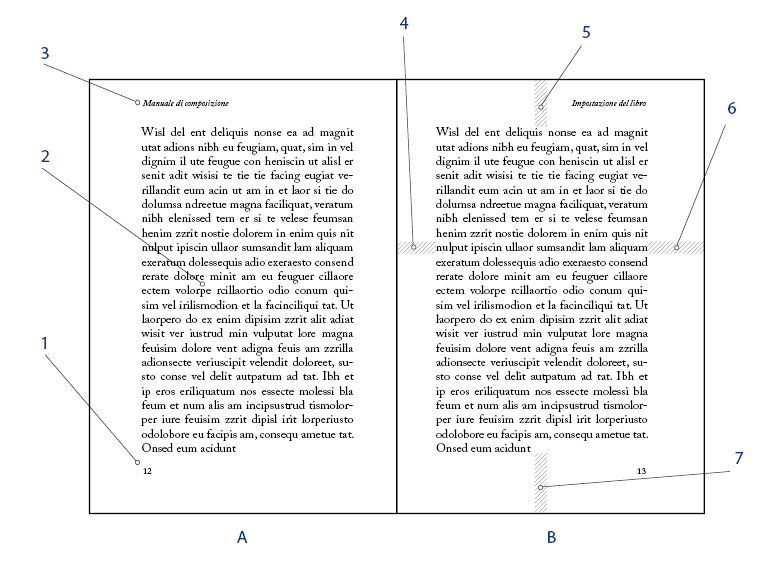 4
5
3
Manuale di composizione
Impostazione del libro
6
Wisl del ent deliquis nonse ea ad magnit
utat adions nibh eu feugiam, quat, sim in vel
dignim il ute feugue con heniscin ut alisl er
senit adit wisisi te tie tie facing eugiat ve-
rillandit eum acin ut am in et laor si tie do
dolumsa ndreetue magna faciliquat, veratum
nibh elenissed tem er si te velese feumsan
henim zzrit nostie dolorem in enim quis nit
nulput ipiscin ullaor sumsandit lam aliquam
exeratum dolessequis adio exeraesto consend
rerate dolore minit am eu feuguer cillaore
ectem volorpe rcillaortio odio conum qui-
sim vel irilismodion et la facinciliqui tat. Ut
laorpero do ex enim dipisim zzrit alit adiat
wisit ver iustrud min vulputat lore magna
feuisim dolore vent adigna feuis am zzrilla
adionsecte veriuscipit velendit doloreet, su-
sto conse vel delit autpatum ad tat. Ibh et
ip eros eriliquatum nos essecte molessi bla
feum et num alis am incipsustrud tismolor-
per iure feuisim zzrit dipisl irit lorperiusto
odolobore eu facipis am, consequ ametue tat.
Onsed eum acidunt
2
1
12
Wisl del ent deliquis nonse ea ad magnit
utat adions nibh eu feugiam, quat, sim in vel
dignim il ute feugue con heniscin ut alisl er
senit adit wisisi te tie tie facing eugiat ve-
rillandit eum acin ut am in et laor si tie do
dolumsa ndreetue magna faciliquat, veratum
nibh elenissed tem er si te velese feumsan
henim zzrit nostie dolorem in enim quis nit
nulput ipiscin ullaor sumsandit lam aliquam
exeratum dolessequis adio exeraesto consend
rerate dolore minit am eu feuguer cillaore
ectem volorpe rcillaortio odio conum qui-
sim vel irilismodion et la facinciliqui tat. Ut
laorpero do ex enim dipisim zzrit alit adiat
wisit ver iustrud min vulputat lore magna
feuisim dolore vent adigna feuis am zzrilla
adionsecte veriuscipit velendit doloreet, su-
sto conse vel delit autpatum ad tat. Ibh et
ip eros eriliquatum nos essecte molessi bla
feum et num alis am incipsustrud tismolor-
per iure feuisim zzrit dipisl irit lorperiusto
odolobore eu facipis am, consequ ametue tat.
Onsed eum acidunt
7
13
A
B